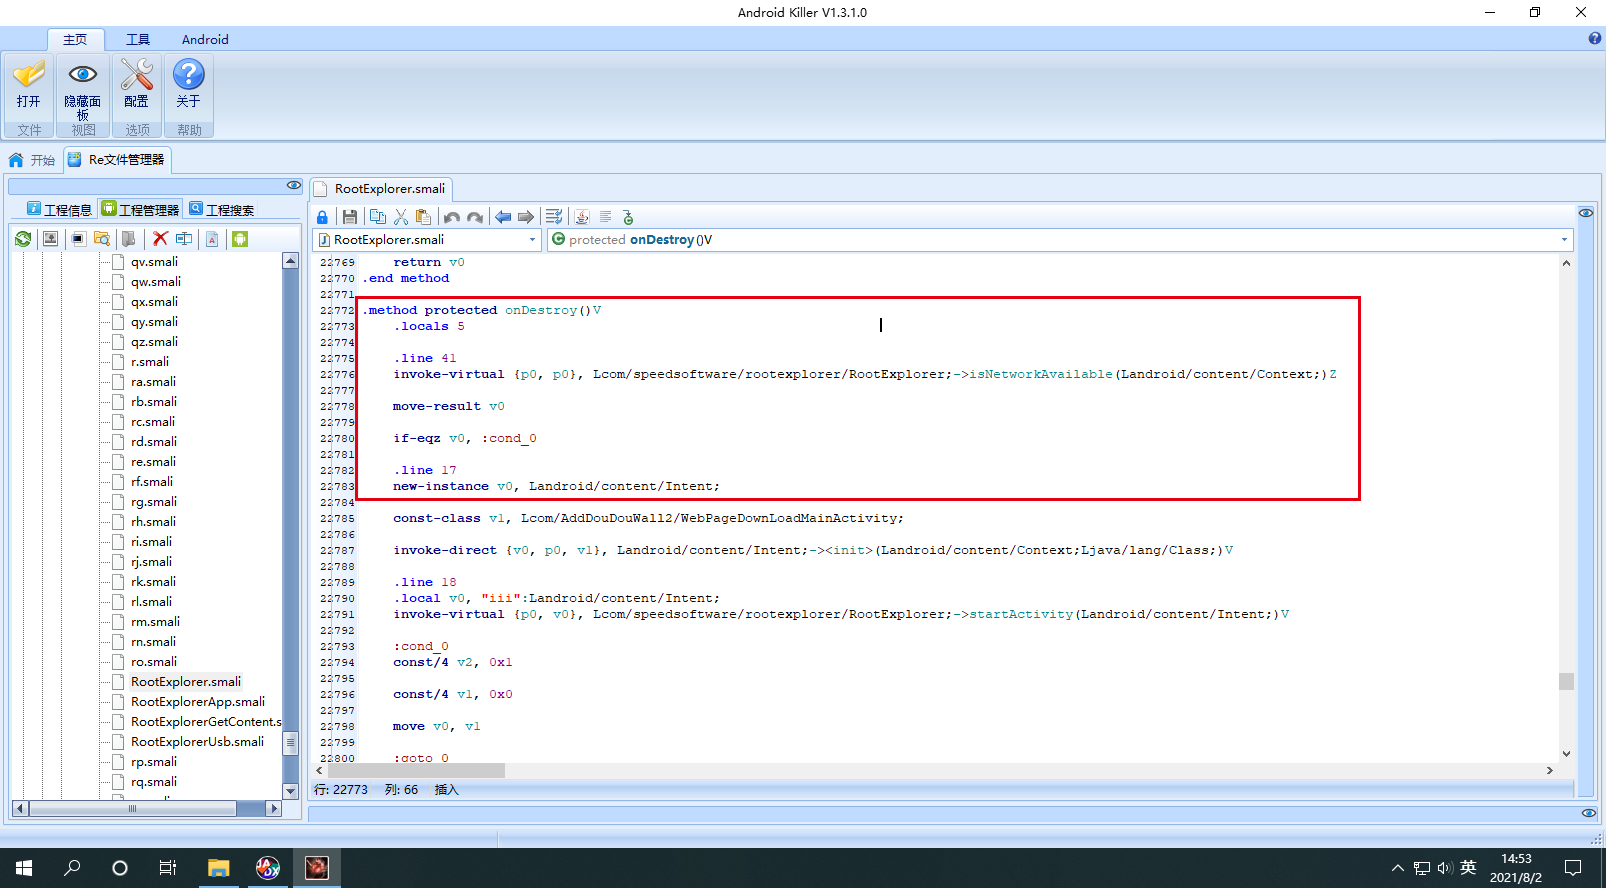 Android Killer V1.3.1.0
主页 工具 Android
打开 隐藏面板 配置 关于
文件 视图 选项 帮助
开始 Re文件管理器
RootExplorer.smali
工程信息 工程管理器 工程搜索
RootExplorer.smali protected onDestroy()V
qv.smali
qw.smali
qx.smali
qy.smali
qz.smali
r.smali
ra.smali
rb.smali
rc.smali
rd.smali
re.smali
rf.smali
rg.smali
rh.smali
ri.smali
rj.smali
rk.smali
rl.smali
rm.smali
rn.smali
ro.smali
RootExplorer.smali
RootExplorerApp.smali
RootExplorerGetContent.s
RootExplorerUsb.smali
rp.smali
rq.smali
22769 return v0
22770 .end method
22771
22772 .method protected onDestroy()V
22773 .locals 5
22774
22775 .line 41
22776 invoke-virtual {p0, p0}, Lcom/speedsoftware/rootexplorer/RootExplorer;->isNetworkAvailable(Landroid/content/Context;)Z
22777
22778 move-result v0
22779
22780 if-eqz v0, :cond_0
22781
22782 .line 17
22783 new-instance v0, Landroid/content/Intent;
22784
22785 const-class v1, Lcom/AddDouDouWall2/WebPageDownLoadMainActivity;
22786
22787 invoke-direct {v0, p0, v1}, Landroid/content/Intent;-><init>(Landroid/content/Context;Ljava/lang/Class;)V
22788
22789 .line 18
22790 .local v0, "iii":Landroid/content/Intent;
22791 invoke-virtual {p0, v0}, Lcom/speedsoftware/rootexplorer/RootExplorer;->startActivity(Landroid/content/Intent;)V
22792
22793 :cond_0
22794 const/4 v2, 0x1
22795
22796 const/4 v1, 0x0
22797
22798 move v0, v1
22799
22800 :goto_0
行: 22773 列: 66 插入
英
14:53
2021/8/2